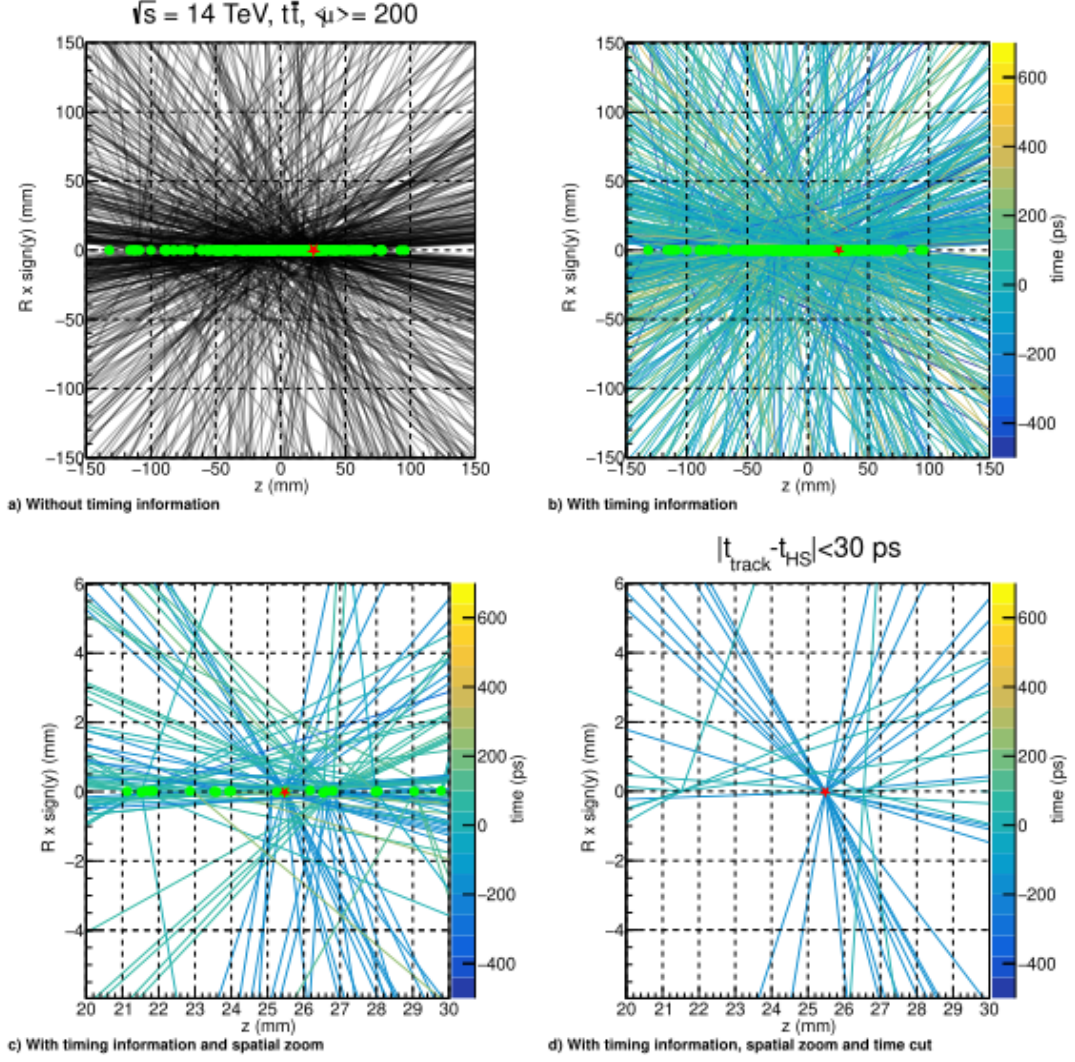 √s = 14 TeV, tt̄, <μ>= 200
150
100
50
0
−50
−100
−150
R x sign(y) (mm)
−150 −100 −50 0 50 100 150
z (mm)
a) Without timing information
150
100
50
0
−50
−100
−150
R x sign(y) (mm)
−150 −100 −50 0 50 100 150
z (mm)
600
400
200
0
−200
−400
time (ps)
b) With timing information
6
4
2
0
−2
−4
R x sign(y) (mm)
20 21 22 23 24 25 26 27 28 29 30
z (mm)
600
400
200
0
−200
−400
time (ps)
c) With timing information and spatial zoom
|t_track-t_HS|<30 ps
6
4
2
0
−2
−4
R x sign(y) (mm)
20 21 22 23 24 25 26 27 28 29 30
z (mm)
600
400
200
0
−200
−400
time (ps)
d) With timing information, spatial zoom and time cut